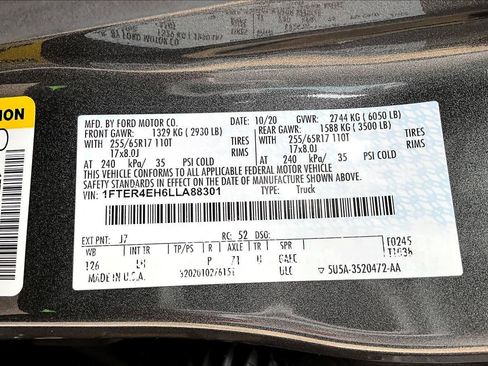 MFD. BY FORD MOTOR CO.
10/20 GVWR: 2744 KG ( 6050 LB)
FRONT GAWR: 1329 KG ( 2930 LB) REAR GAWR: 1588 KG ( 3500 LB)
WITH 255/65R17 110T TIRES WITH 255/65R17 110T TIRES
17x8.0J RIMS 17x8.0J RIMS
AT 240 kPa/ 35 PSI COLD AT 240 kPa/ 35 PSI COLD
THIS VEHICLE CONFORMS TO ALL APPLICABLE FEDERAL MOTOR VEHICLE
SAFETY STANDARDS IN EFFECT ON THE DATE OF MANUFACTURE SHOWN ABOVE.
VIN: 1FTER4EH6LLA88301 TYPE: Truck
EXT PNT: J7 RC: 52 DSO: F0245
WB INT TR TP/PS R AXLE TR SPR T1038
126 P 71
MADE IN U.S.A. ULC ▽ 5U5A-3520472-AA